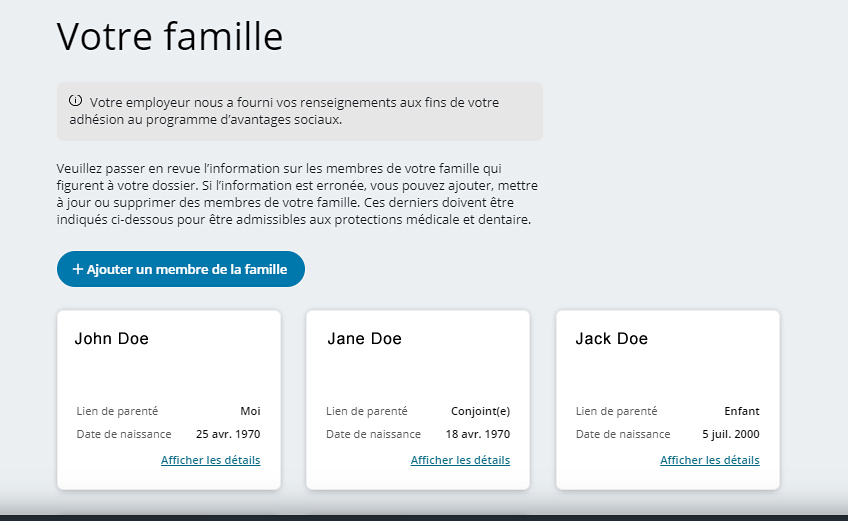 Votre famille
Votre employeur nous a fourni vos renseignements aux fins de votre
adhésion au programme d’avantages sociaux.
Veuillez passer en revue l’information sur les membres de votre famille qui
figurent à votre dossier. Si l’information est erronée, vous pouvez ajouter, mettre
à jour ou supprimer des membres de votre famille. Ces derniers doivent être
indiqués ci-dessous pour être admissibles aux protections médicale et dentaire.
+ Ajouter un membre de la famille
John Doe
Lien de parenté Moi
Date de naissance 25 avr. 1970
Afficher les détails
Jane Doe
Lien de parenté Conjoint(e)
Date de naissance 18 avr. 1970
Afficher les détails
Jack Doe
Lien de parenté Enfant
Date de naissance 5 juil. 2000
Afficher les détails